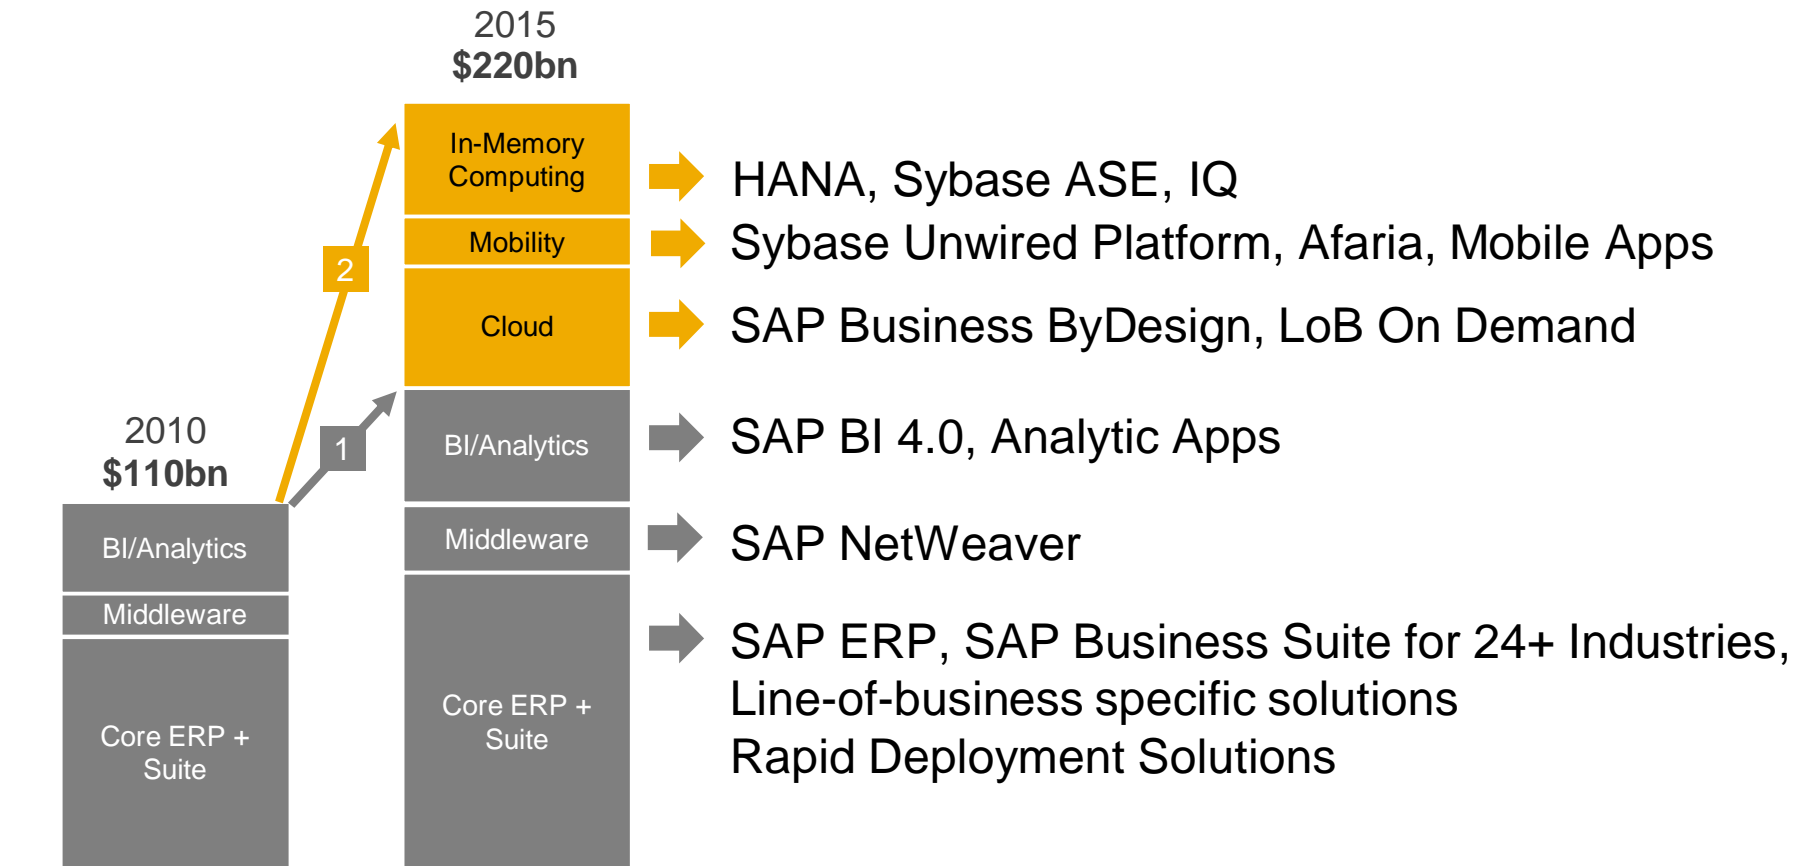 2015
$220bn
In-Memory
Computing
HANA, Sybase ASE, IQ
Mobility
Sybase Unwired Platform, Afaria, Mobile Apps
2
Cloud
SAP Business ByDesign, LoB On Demand
2010
$110bn
1
BI/Analytics
SAP BI 4.0, Analytic Apps
BI/Analytics
Middleware
SAP NetWeaver
Middleware
Core ERP +
Suite
Core ERP +
Suite
SAP ERP, SAP Business Suite for 24+ Industries,
Line-of-business specific solutions
Rapid Deployment Solutions